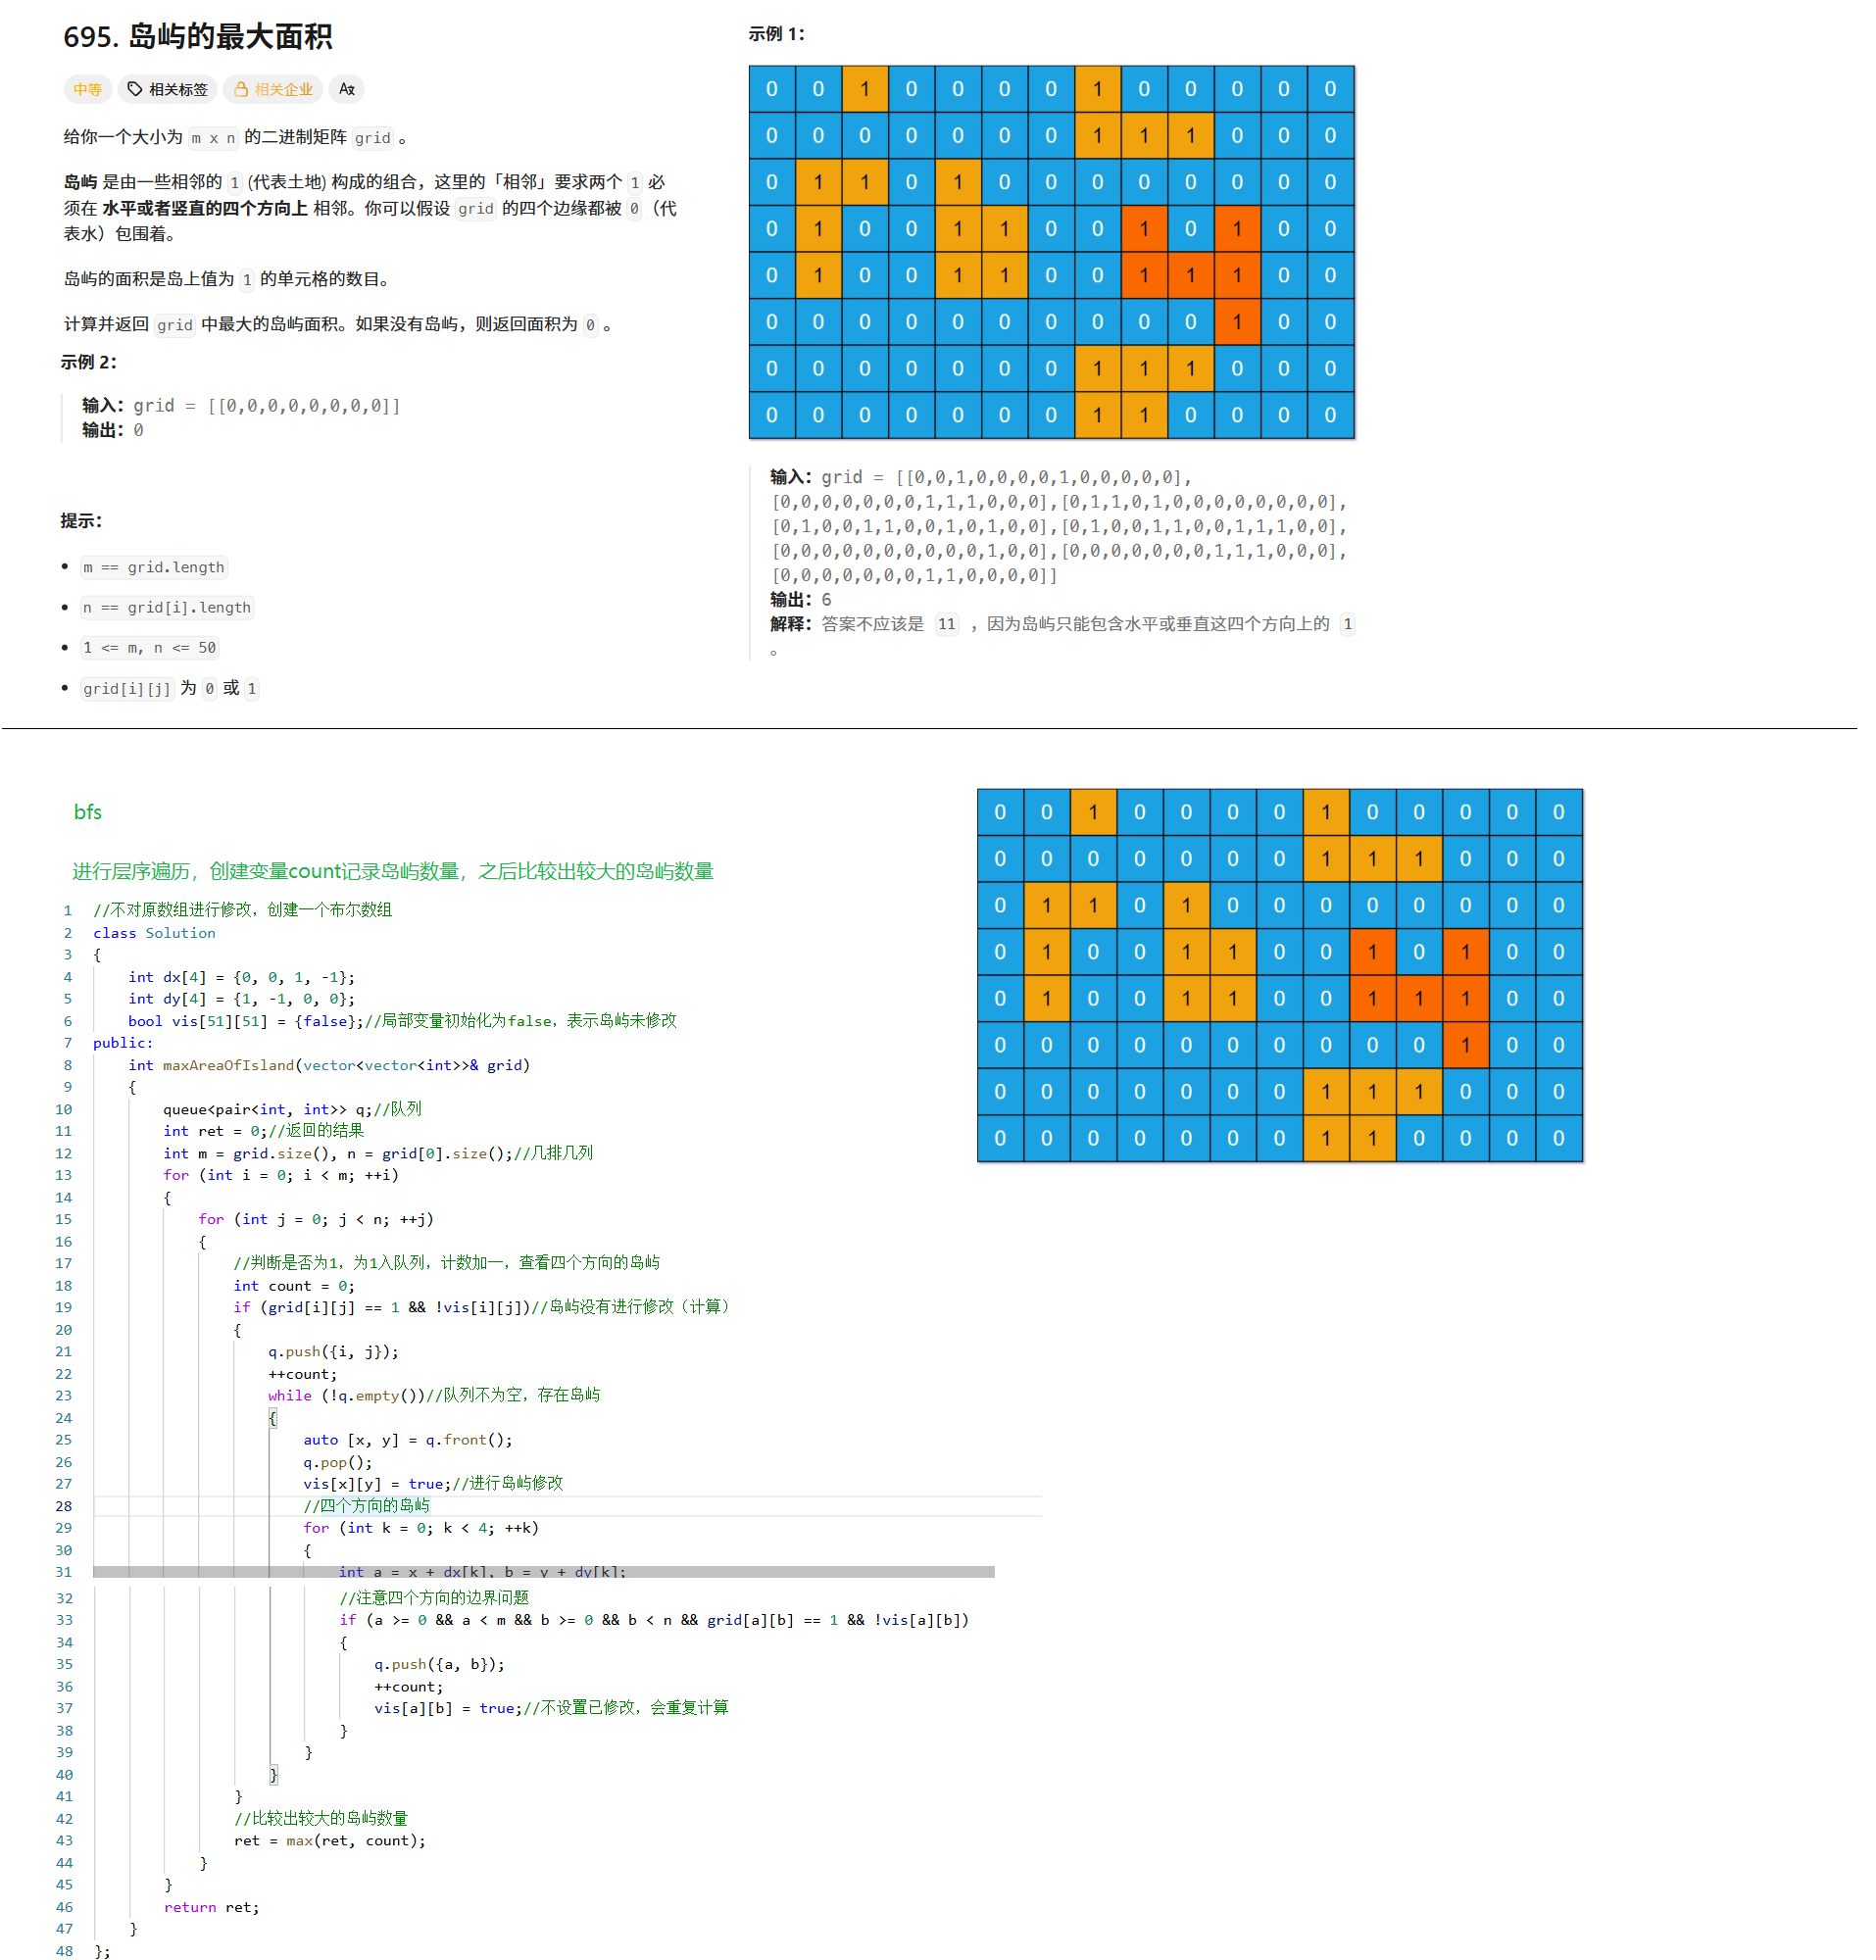 695. 岛屿的最大面积
中等 相关标签 相关企业 A文
给你一个大小为 m x n 的二进制矩阵 grid 。
岛屿 是由一些相邻的 1 (代表土地) 构成的组合，这里的「相邻」要求两个 1 必
须在 水平或者竖直的四个方向上 相邻。你可以假设 grid 的四个边缘都被 0（代
表水）包围着。
岛屿的面积是岛上值为 1 的单元格的数目。
计算并返回 grid 中最大的岛屿面积。如果没有岛屿，则返回面积为 0 。
示例 2：
输入：grid = [[0,0,0,0,0,0,0,0]]
输出：0
提示：
• m == grid.length
• n == grid[i].length
• 1 <= m, n <= 50
• grid[i][j] 为 0 或 1
示例 1：
0 0 1 0 0 0 0 1 0 0 0 0 0
0 0 0 0 0 0 0 1 1 1 0 0 0
0 1 1 0 1 0 0 0 0 0 0 0 0
0 1 0 0 1 1 0 0 1 0 1 0 0
0 1 0 0 1 1 0 0 1 1 1 0 0
0 0 0 0 0 0 0 0 0 0 1 0 0
0 0 0 0 0 0 0 1 1 1 0 0 0
0 0 0 0 0 0 0 1 1 0 0 0 0
输入：grid = [[0,0,1,0,0,0,0,1,0,0,0,0,0],
[0,0,0,0,0,0,0,1,1,1,0,0,0],[0,1,1,0,1,0,0,0,0,0,0,0,0],
[0,1,0,0,1,1,0,0,1,0,1,0,0],[0,1,0,0,1,1,0,0,1,1,1,0,0],
[0,0,0,0,0,0,0,0,0,0,1,0,0],[0,0,0,0,0,0,0,1,1,1,0,0,0],
[0,0,0,0,0,0,0,1,1,0,0,0,0]]
输出：6
解释：答案不应该是 11 ，因为岛屿只能包含水平或垂直这四个方向上的 1
。
bfs
进行层序遍历，创建变量count记录岛屿数量，之后比较出较大的岛屿数量
1 //不对原数组进行修改，创建一个布尔数组
2 class Solution
3 {
4 int dx[4] = {0, 0, 1, -1};
5 int dy[4] = {1, -1, 0, 0};
6 bool vis[51][51] = {false};//局部变量初始化为false，表示岛屿未修改
7 public:
8 int maxAreaOfIsland(vector<vector<int>>& grid)
9 {
10 queue<pair<int, int>> q;//队列
11 int ret = 0;//返回的结果
12 int m = grid.size(), n = grid[0].size();//几排几列
13 for (int i = 0; i < m; ++i)
14 {
15 for (int j = 0; j < n; ++j)
16 {
17 //判断是否为1，为1入队列，计数加一，查看四个方向的岛屿
18 int count = 0;
19 if (grid[i][j] == 1 && !vis[i][j])//岛屿没有进行修改（计算）
20 {
21 q.push({i, j});
22 ++count;
23 while (!q.empty())//队列不为空，存在岛屿
24 {
25 auto [x, y] = q.front();
26 q.pop();
27 vis[x][y] = true;//进行岛屿修改
28 //四个方向的岛屿
29 for (int k = 0; k < 4; ++k)
30 {
31 int a = x + dx[k], b = y + dy[k];
32 //注意四个方向的边界问题
33 if (a >= 0 && a < m && b >= 0 && b < n && grid[a][b] == 1 && !vis[a][b])
34 {
35 q.push({a, b});
36 ++count;
37 vis[a][b] = true;//不设置已修改，会重复计算
38 }
39 }
40 }
41 }
42 //比较出较大的岛屿数量
43 ret = max(ret, count);
44 }
45 }
46 return ret;
47 }
48 };
0 0 1 0 0 0 0 1 0 0 0 0 0
0 0 0 0 0 0 0 1 1 1 0 0 0
0 1 1 0 1 0 0 0 0 0 0 0 0
0 1 0 0 1 1 0 0 1 0 1 0 0
0 1 0 0 1 1 0 0 1 1 1 0 0
0 0 0 0 0 0 0 0 0 0 1 0 0
0 0 0 0 0 0 0 1 1 1 0 0 0
0 0 0 0 0 0 0 1 1 0 0 0 0